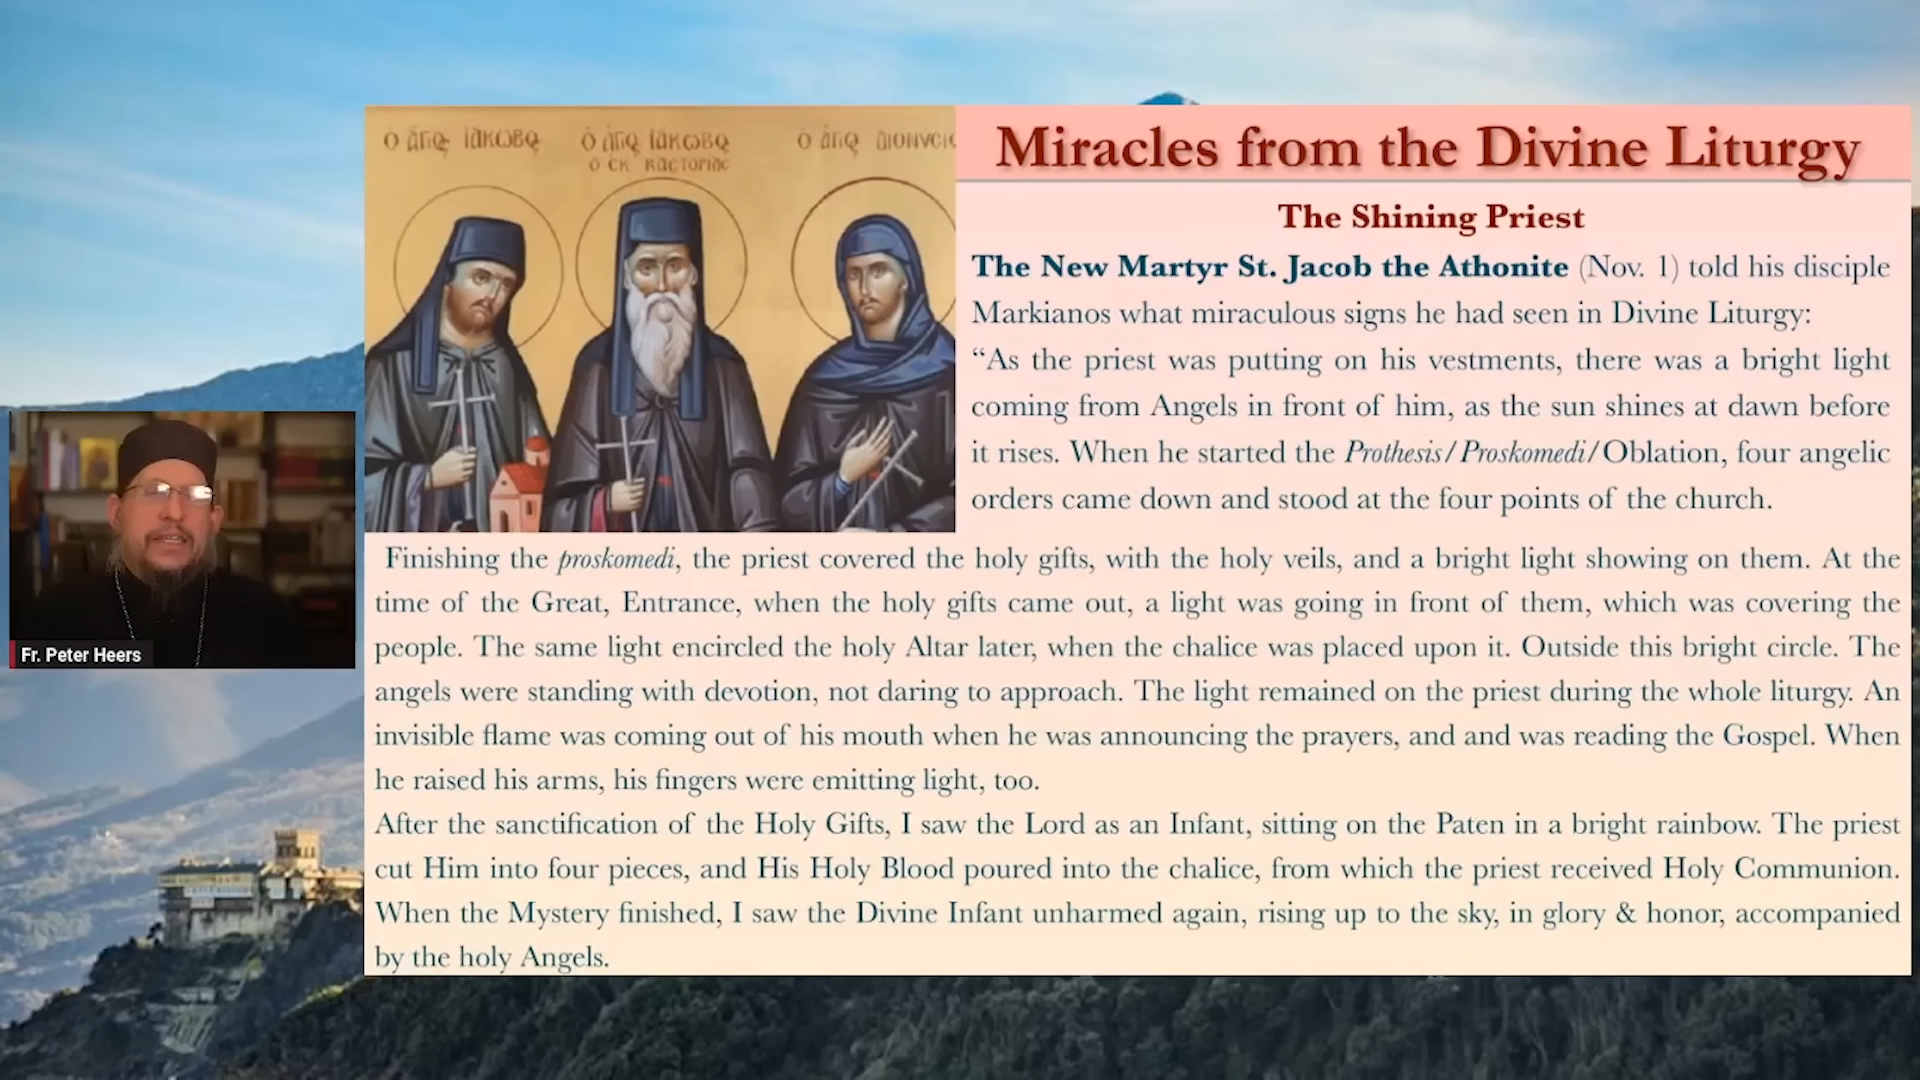 Ο ἅΓΙΟς ΙΑΚΩΒΟς
Ὁ ἅΓΙΟς ΙΑΚΩΒΟς
Ο ἐΚ ΚαςΤΟΡΙας
Ὁ ἅΓΙΟς ΔΙΟΝΥςΙΟ
Miracles from the Divine Liturgy
The Shining Priest
The New Martyr St. Jacob the Athonite (Nov. 1) told his disciple
Markianos what miraculous signs he had seen in Divine Liturgy:
“As the priest was putting on his vestments, there was a bright light
coming from Angels in front of him, as the sun shines at dawn before
it rises. When he started the Prothesis/Proskomedi/Oblation, four angelic
orders came down and stood at the four points of the church.
Finishing the proskomedi, the priest covered the holy gifts, with the holy veils, and a bright light showing on them. At the
time of the Great, Entrance, when the holy gifts came out, a light was going in front of them, which was covering the
people. The same light encircled the holy Altar later, when the chalice was placed upon it. Outside this bright circle. The
angels were standing with devotion, not daring to approach. The light remained on the priest during the whole liturgy. An
invisible flame was coming out of his mouth when he was announcing the prayers, and and was reading the Gospel. When
he raised his arms, his fingers were emitting light, too.
After the sanctification of the Holy Gifts, I saw the Lord as an Infant, sitting on the Paten in a bright rainbow. The priest
cut Him into four pieces, and His Holy Blood poured into the chalice, from which the priest received Holy Communion.
When the Mystery finished, I saw the Divine Infant unharmed again, rising up to the sky, in glory & honor, accompanied
by the holy Angels.
Fr. Peter Heers